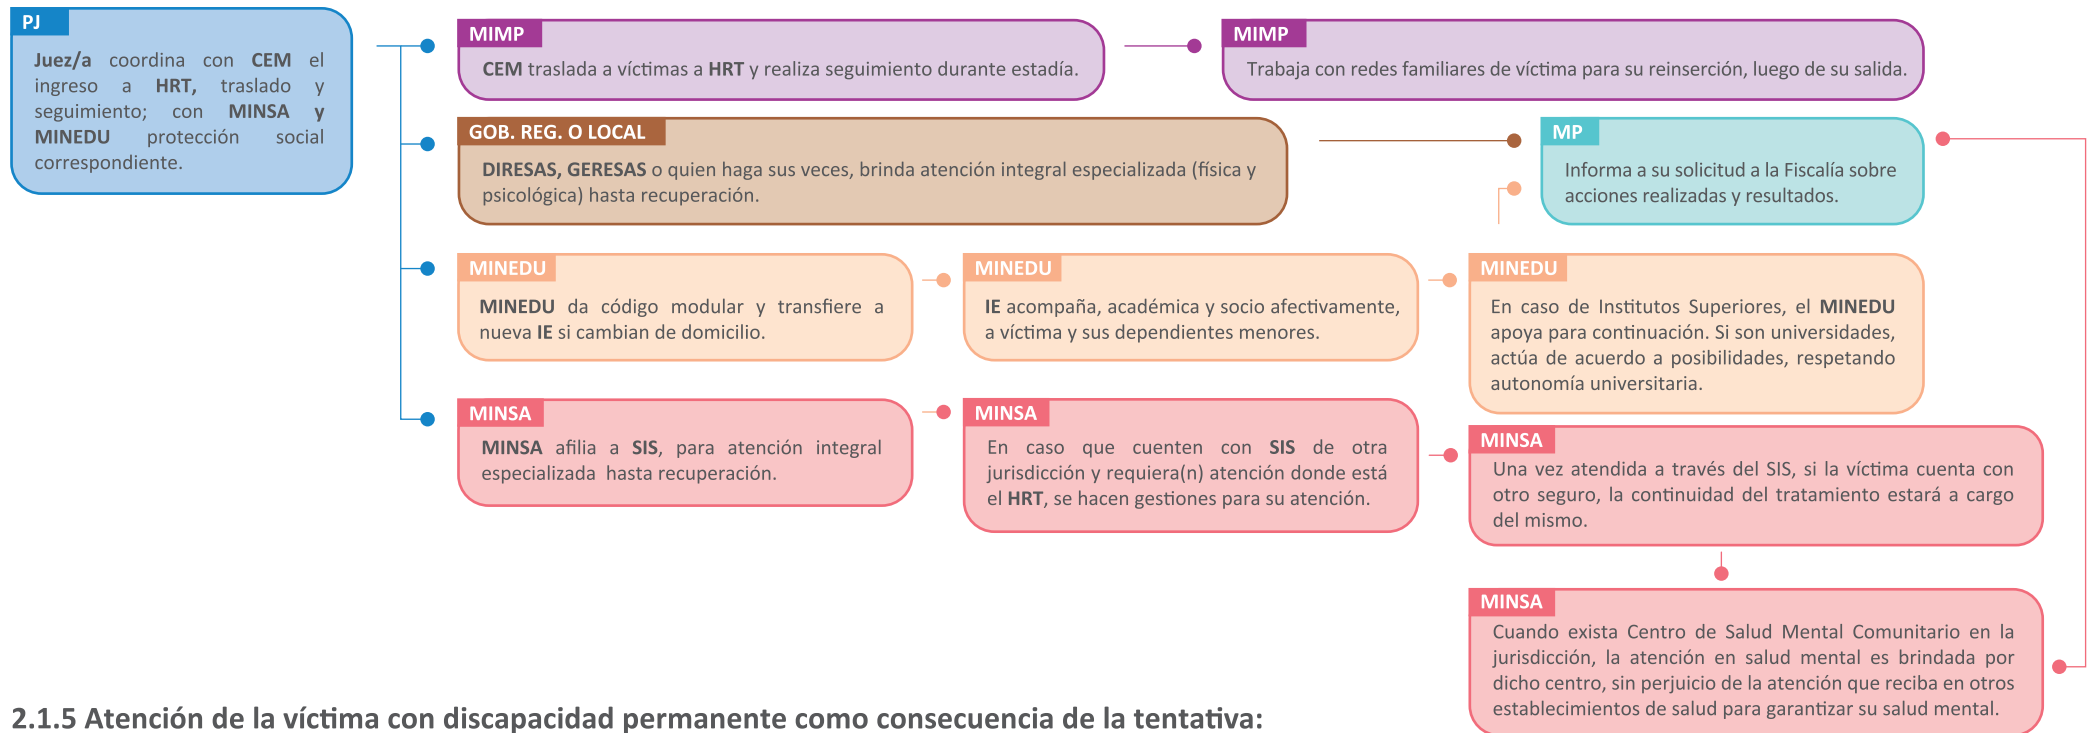 PJ
Juez/a coordina con CEM el
ingreso a HRT, traslado y
seguimiento; con MINSA y
MINEDU protección social
correspondiente.
MIMP
CEM traslada a víctimas a HRT y realiza seguimiento durante estadía.
MIMP
Trabaja con redes familiares de víctima para su reinserción, luego de su salida.
GOB. REG. O LOCAL
DIRESAS, GERESAS o quien haga sus veces, brinda atención integral especializada (física y
psicológica) hasta recuperación.
MP
Informa a su solicitud a la Fiscalía sobre
acciones realizadas y resultados.
MINEDU
MINEDU da código modular y transfiere a
nueva IE si cambian de domicilio.
MINEDU
IE acompaña, académica y socio afectivamente,
a víctima y sus dependientes menores.
MINEDU
En caso de Institutos Superiores, el MINEDU
apoya para continuación. Si son universidades,
actúa de acuerdo a posibilidades, respetando
autonomía universitaria.
MINSA
MINSA afilia a SIS, para atención integral
especializada hasta recuperación.
MINSA
En caso que cuenten con SIS de otra
jurisdicción y requiera(n) atención donde está
el HRT, se hacen gestiones para su atención.
MINSA
Una vez atendida a través del SIS, si la víctima cuenta con
otro seguro, la continuidad del tratamiento estará a cargo
del mismo.
MINSA
Cuando exista Centro de Salud Mental Comunitario en la
jurisdicción, la atención en salud mental es brindada por
dicho centro, sin perjuicio de la atención que reciba en otros
establecimientos de salud para garantizar su salud mental.
2.1.5 Atención de la víctima con discapacidad permanente como consecuencia de la tentativa: